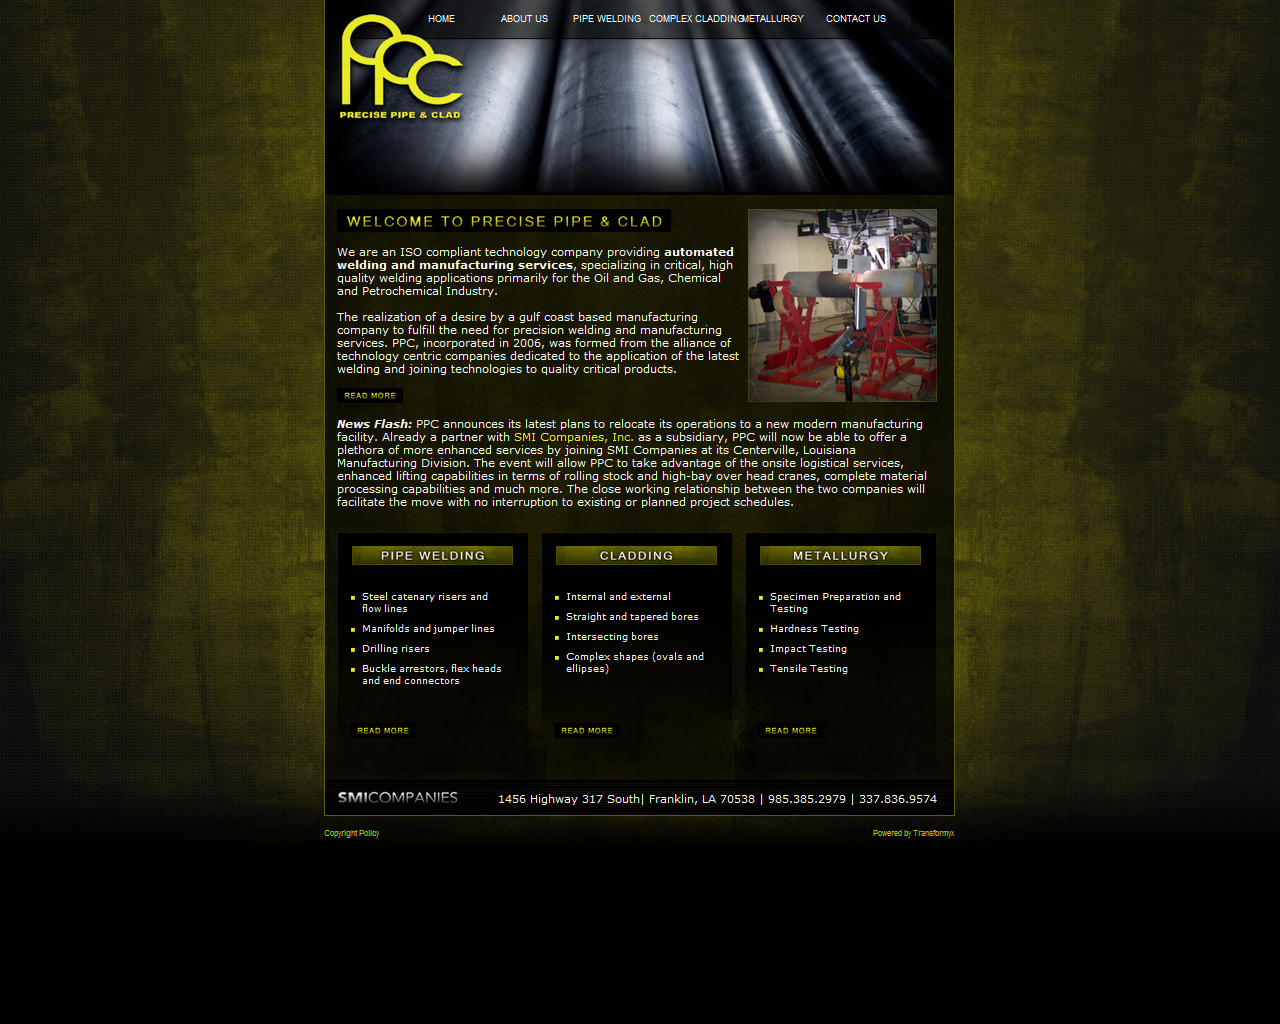 HOME ABOUT US PIPE WELDING COMPLEX CLADDING METALLURGY CONTACT US
PPC
PRECISE PIPE & CLAD
WELCOME TO PRECISE PIPE & CLAD
We are an ISO compliant technology company providing automated
welding and manufacturing services, specializing in critical, high
quality welding applications primarily for the Oil and Gas, Chemical
and Petrochemical Industry.
The realization of a desire by a gulf coast based manufacturing
company to fulfill the need for precision welding and manufacturing
services. PPC, incorporated in 2006, was formed from the alliance of
technology centric companies dedicated to the application of the latest
welding and joining technologies to quality critical products.
READ MORE
News Flash: PPC announces its latest plans to relocate its operations to a new modern manufacturing
facility. Already a partner with SMI Companies, Inc. as a subsidiary, PPC will now be able to offer a
plethora of more enhanced services by joining SMI Companies at its Centerville, Louisiana
Manufacturing Division. The event will allow PPC to take advantage of the onsite logistical services,
enhanced lifting capabilities in terms of rolling stock and high-bay over head cranes, complete material
processing capabilities and much more. The close working relationship between the two companies will
facilitate the move with no interruption to existing or planned project schedules.
PIPE WELDING
Steel catenary risers and
flow lines
Manifolds and jumper lines
Drilling risers
Buckle arrestors, flex heads
and end connectors
READ MORE
CLADDING
Internal and external
Straight and tapered bores
Intersecting bores
Complex shapes (ovals and
ellipses)
READ MORE
METALLURGY
Specimen Preparation and
Testing
Hardness Testing
Impact Testing
Tensile Testing
READ MORE
SMICOMPANIES 1456 Highway 317 South| Franklin, LA 70538 | 985.385.2979 | 337.836.9574
Copyright Policy Powered by Transformyx